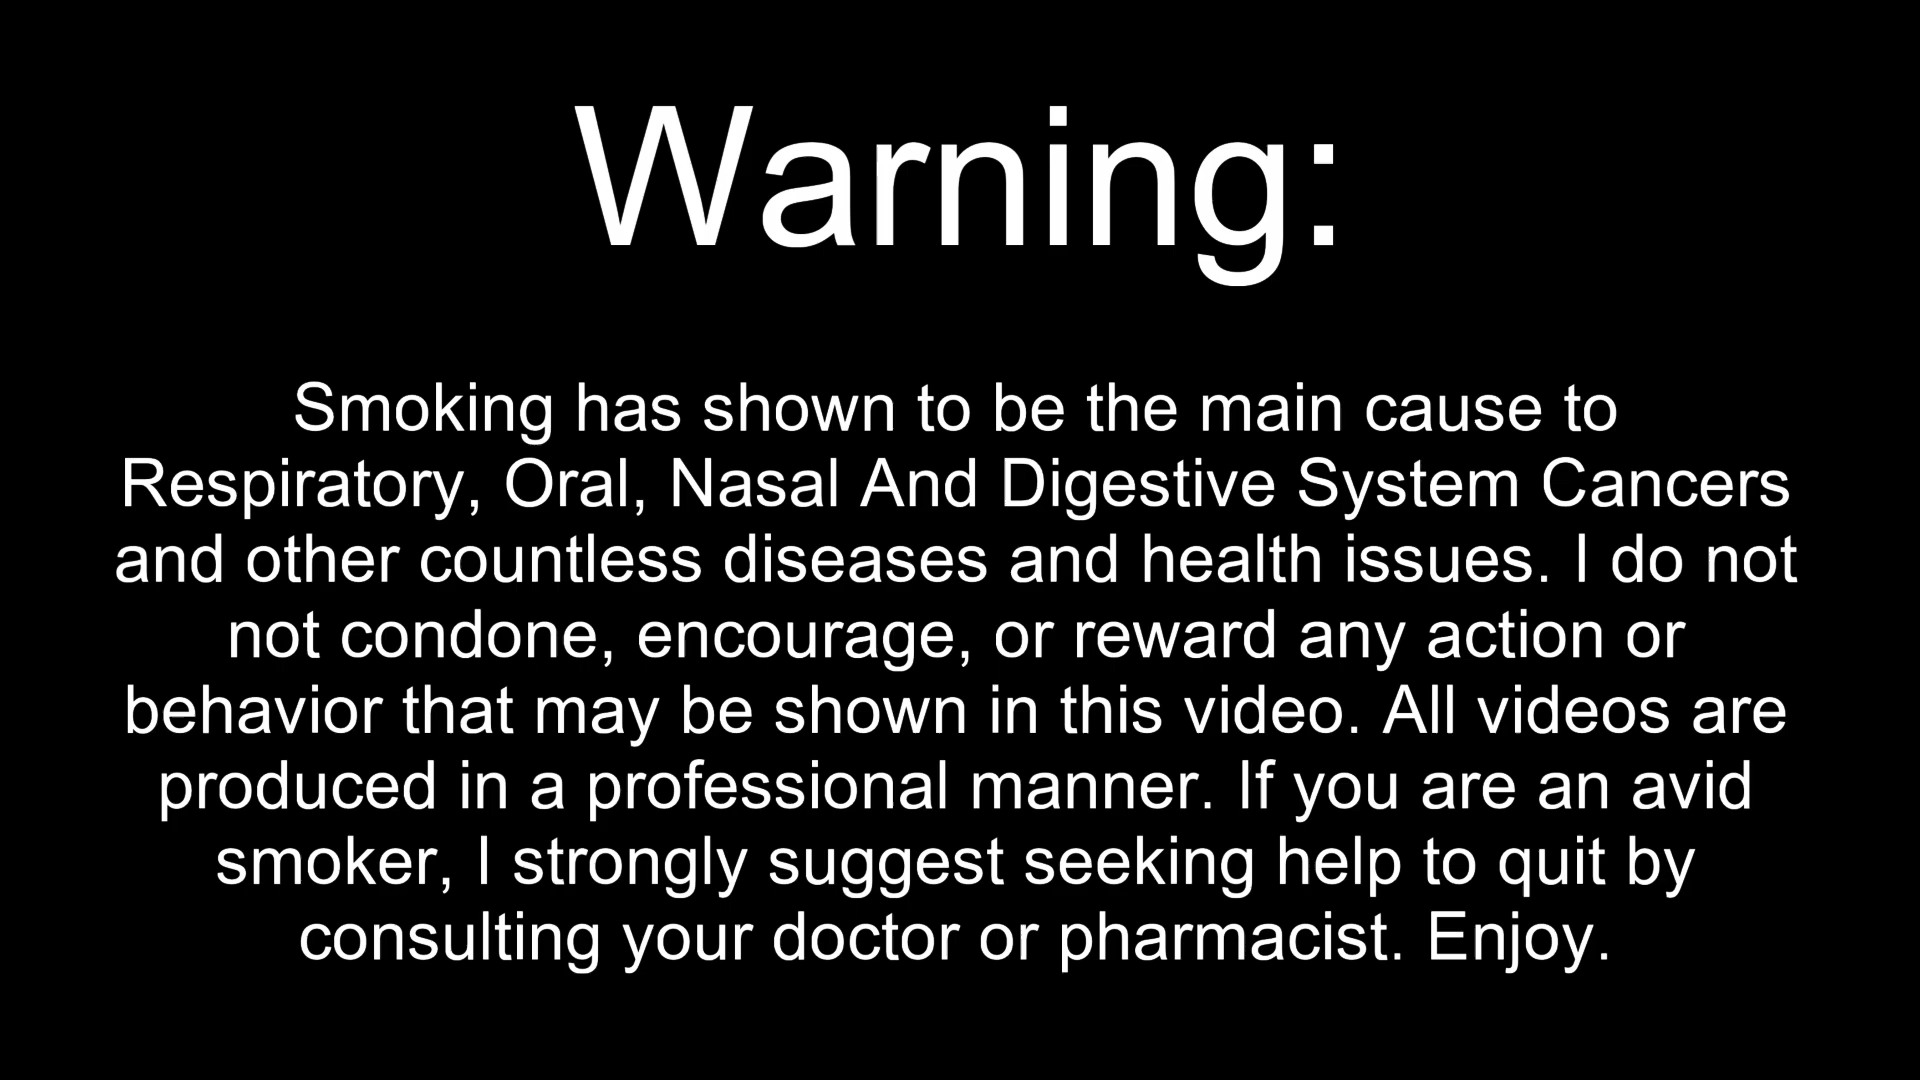 Warning:
Smoking has shown to be the main cause to
Respiratory, Oral, Nasal And Digestive System Cancers
and other countless diseases and health issues. I do not
not condone, encourage, or reward any action or
behavior that may be shown in this video. All videos are
produced in a professional manner. If you are an avid
smoker, I strongly suggest seeking help to quit by
consulting your doctor or pharmacist. Enjoy.